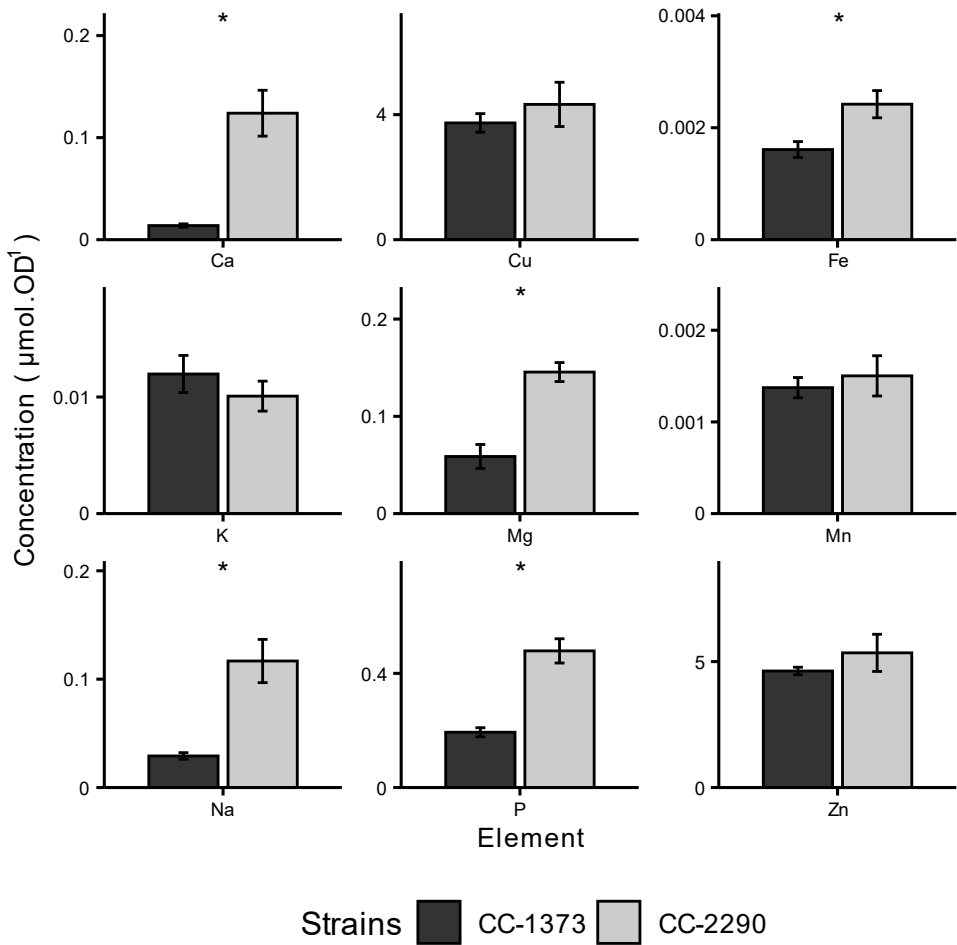 *
0.2
0.1
0
Ca
4
0
Cu
*
0.004
0.002
0
Fe
0.01
0
K
*
0.2
0.1
0
Mg
0.002
0.001
0
Mn
*
0.2
0.1
0
Na
*
0.4
0
P
5
0
Zn
Concentration ( µmol.OD¹ )
Element
Strains CC-1373 CC-2290